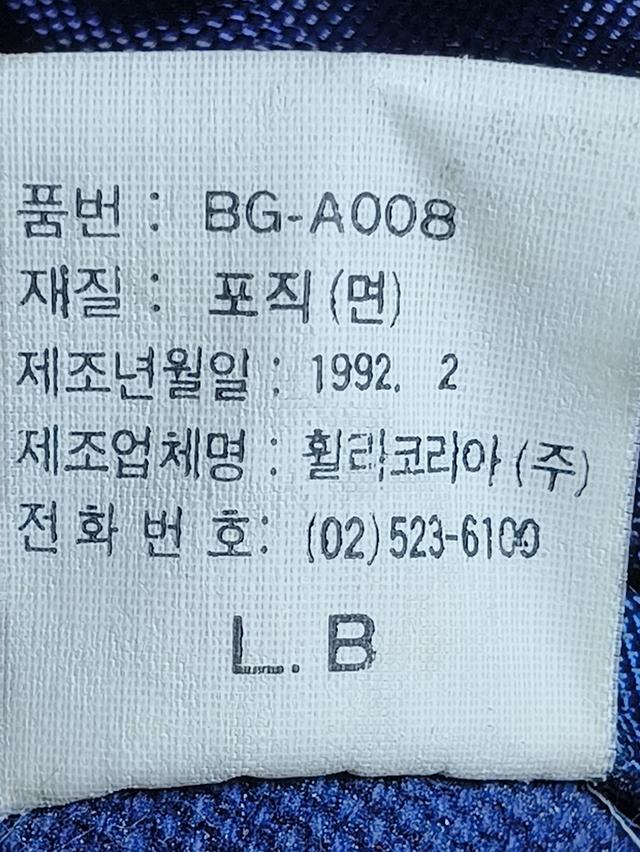 품번 : BG-A008
재질 : 포직(면)
제조년월일 : 1992. 2
제조업체명 : 휠라코리아(주)
전화 번 호: (02)523-6100
L. B